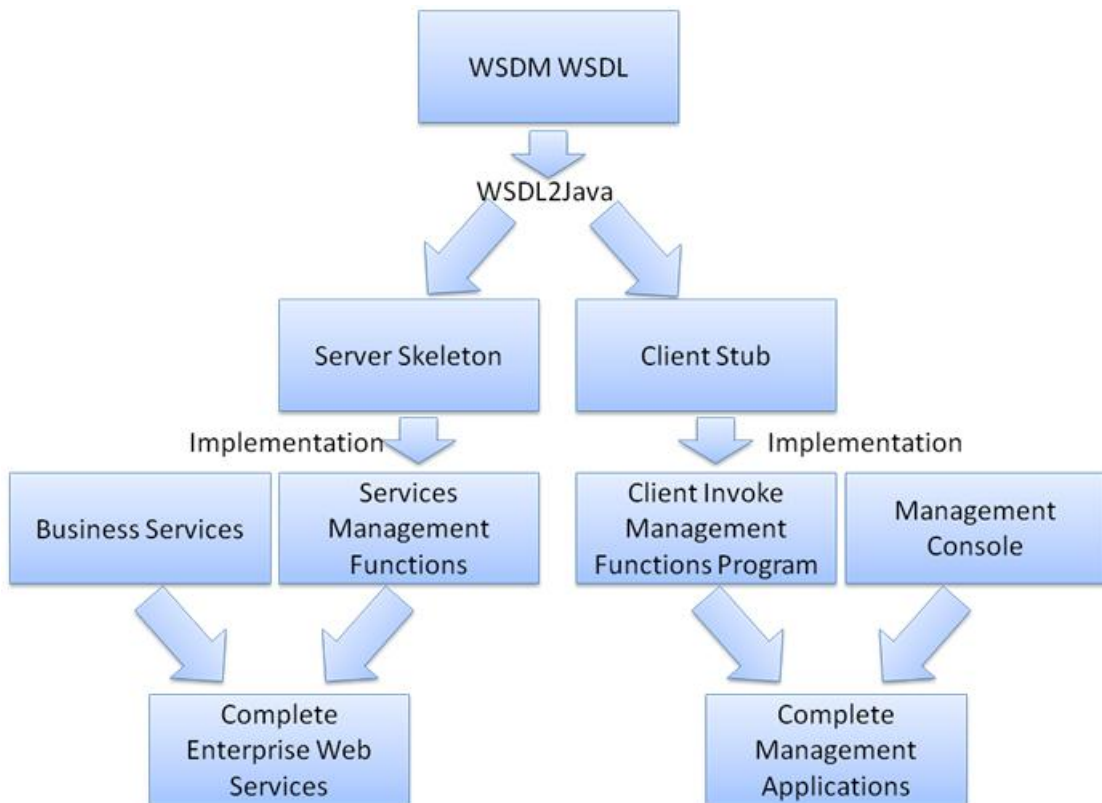 WSDM WSDL
WSDL2Java
Server Skeleton
Client Stub
Implementation
Implementation
Business Services
Services
Management
Functions
Client Invoke
Management
Functions Program
Management
Console
Complete
Enterprise Web
Services
Complete
Management
Applications